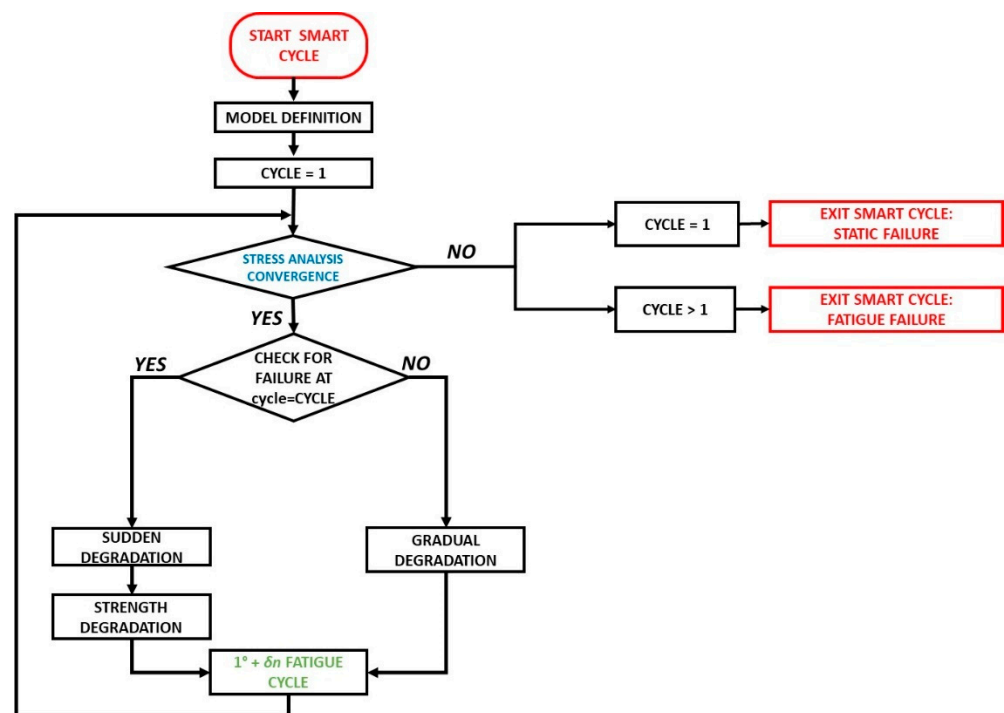 START SMART
CYCLE
MODEL DEFINITION
CYCLE = 1
STRESS ANALYSIS
CONVERGENCE
NO
CYCLE = 1
EXIT SMART CYCLE:
STATIC FAILURE
CYCLE > 1
EXIT SMART CYCLE:
FATIGUE FAILURE
YES
CHECK FOR
FAILURE AT
cycle=CYCLE
YES
NO
SUDDEN
DEGRADATION
STRENGTH
DEGRADATION
GRADUAL
DEGRADATION
1° + δn FATIGUE
CYCLE